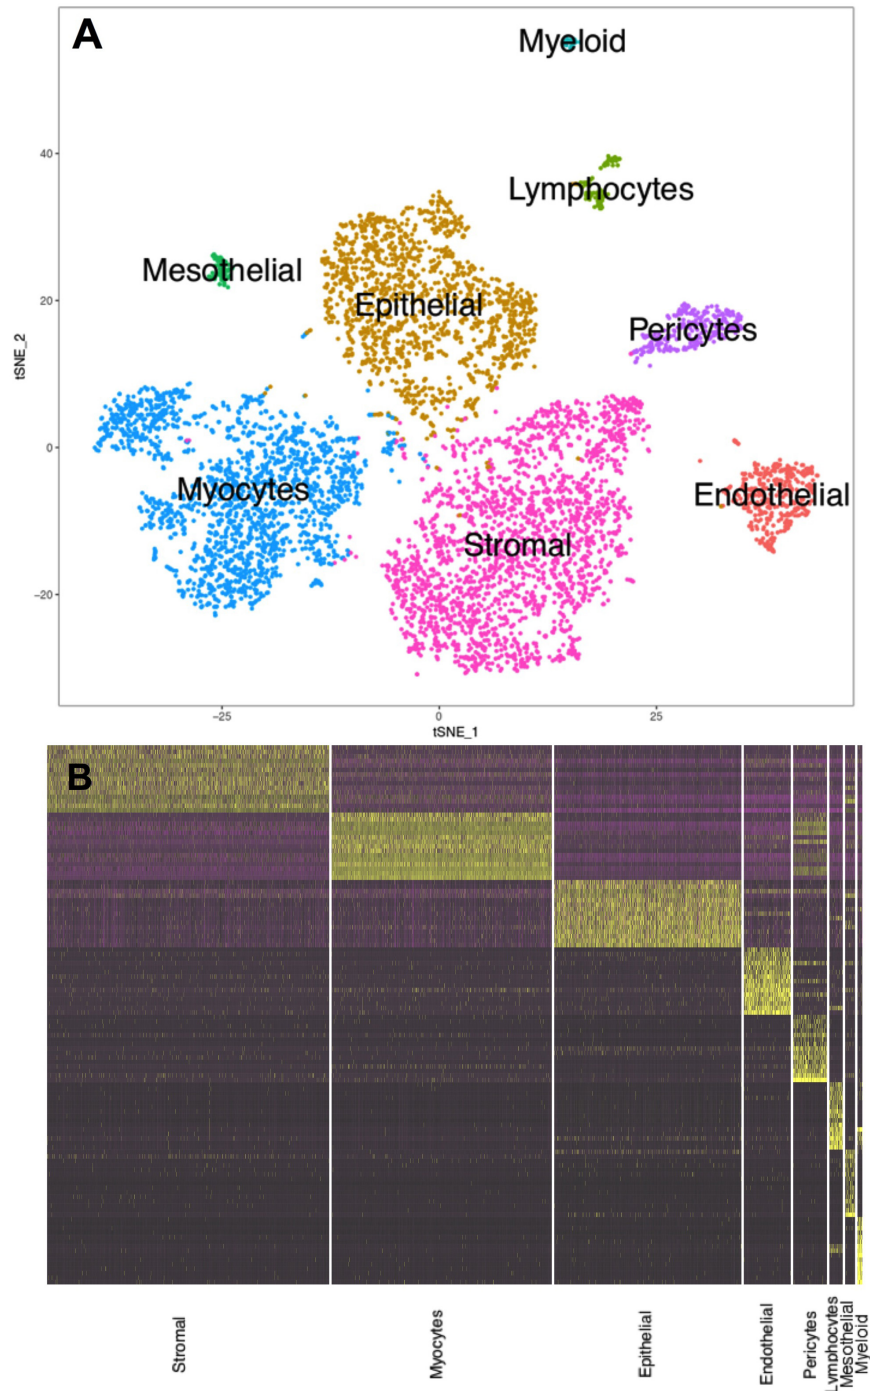 A
Myeloid
40
Lymphocytes
Mesothelial
Epithelial
20
Pericytes
tSNE_2
0
Myocytes
Endothelial
Stromal
−20
−25
0
25
tSNE_1
B
Stromal
Myocytes
Epithelial
Endothelial
Pericytes
Lymphocytes
Mesothelial
Myeloid